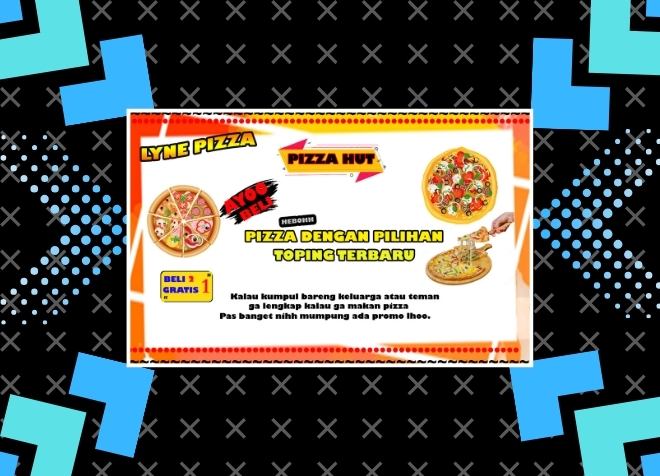 LYNE PIZZA
PIZZA HUT
AYOO
BELI
HEBOHH
PIZZA DENGAN PILIHAN
TOPING TERBARU
BELI 2
GRATIS 1
Kalau kumpul bareng keluarga atau teman
ga lengkap kalau ga makan pizza
Pas banget nihh mumpung ada promo lhoo.